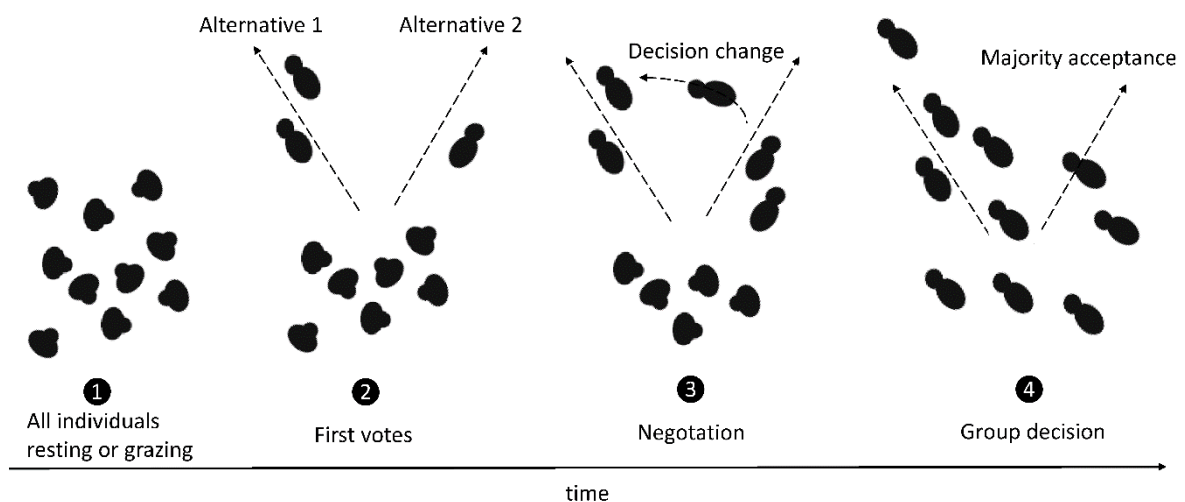 Alternative 1
Alternative 2
Decision change
Majority acceptance
1
All individuals
resting or grazing
2
First votes
3
Negotation
4
Group decision
time